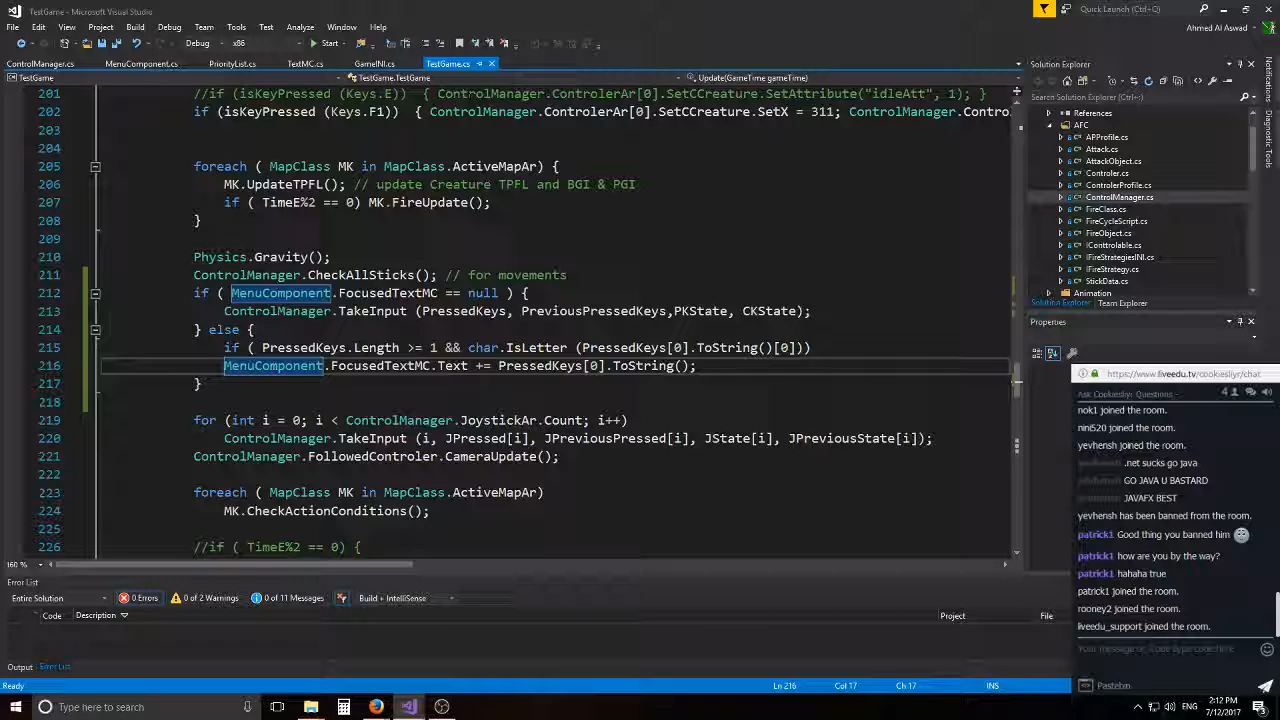 TestGame - Microsoft Visual Studio
Quick Launch (Ctrl+Q)
File Edit View Project Build Debug Team Tools Test Analyze Window Help
Ahmed Al Aswad
Debug x86 Start
ControlManager.cs MenuComponent.cs PriorityList.cs TextMC.cs GameINI.cs TestGame.cs
TestGame TestGame.TestGame Update(GameTime gameTime)
201 //if (isKeyPressed (Keys.E)) { ControlManager.ControlerAr[0].SetCCreature.SetAttribute("idleAtt", 1); }
202 if (isKeyPressed (Keys.F1)) { ControlManager.ControlerAr[0].SetCCreature.SetX = 311; ControlManager.Contro
203
204
205 foreach ( MapClass MK in MapClass.ActiveMapAr) {
206 MK.UpdateTPFL(); // update Creature TPFL and BGI & PGI
207 if ( TimeE%2 == 0) MK.FireUpdate();
208 }
209
210 Physics.Gravity();
211 ControlManager.CheckAllSticks(); // for movements
212 if ( MenuComponent.FocusedTextMC == null ) {
213 ControlManager.TakeInput (PressedKeys, PreviousPressedKeys,PKState, CKState);
214 } else {
215 if ( PressedKeys.Length >= 1 && char.IsLetter (PressedKeys[0].ToString()[0]))
216 MenuComponent.FocusedTextMC.Text += PressedKeys[0].ToString();
217 }
218
219 for (int i = 0; i < ControlManager.JoystickAr.Count; i++)
220 ControlManager.TakeInput (i, JPressed[i], JPreviousPressed[i], JState[i], JPreviousState[i]);
221 ControlManager.FollowedControler.CameraUpdate();
222
223 foreach ( MapClass MK in MapClass.ActiveMapAr)
224 MK.CheckActionConditions();
225
226 //if ( TimeE%2 == 0) {
160 %
Error List
Entire Solution 0 Errors 0 of 2 Warnings 0 of 11 Messages Build + IntelliSense
Code Description Project File
Output Error List
Ready Ln 216 Col 17 Ch 17 INS
Solution Explorer
Search Solution Explorer (Ctrl+;)
References
AFC
APProfile.cs
Attack.cs
AttackObject.cs
Controler.cs
ControlerProfile.cs
ControlManager.cs
FireClass.cs
FireCycleScript.cs
FireObject.cs
iControllable.cs
iFireStrategiesINI.cs
iFireStrategy.cs
StickData.cs
Animation
Solution Explorer Team Explorer
Properties
Notifications
Diagnostic Tools
https://www.liveedu.tv/cookiesliyr/chat
Ask Cookiesliy: Questions - 4
nok1 joined the room.
nini520 joined the room.
yevhensh joined the room.
.net sucks go java
GO JAVA U BASTARD
JAVAFX BEST
yevhensh has been banned from the room.
patrick1 Good thing you banned him
patrick1 how are you by the way?
patrick1 hahaha true
patrick1 joined the room.
rooney2 joined the room.
liveedu_support joined the room.
Pastebin
Type here to search
ENG
2:12 PM
7/12/2017